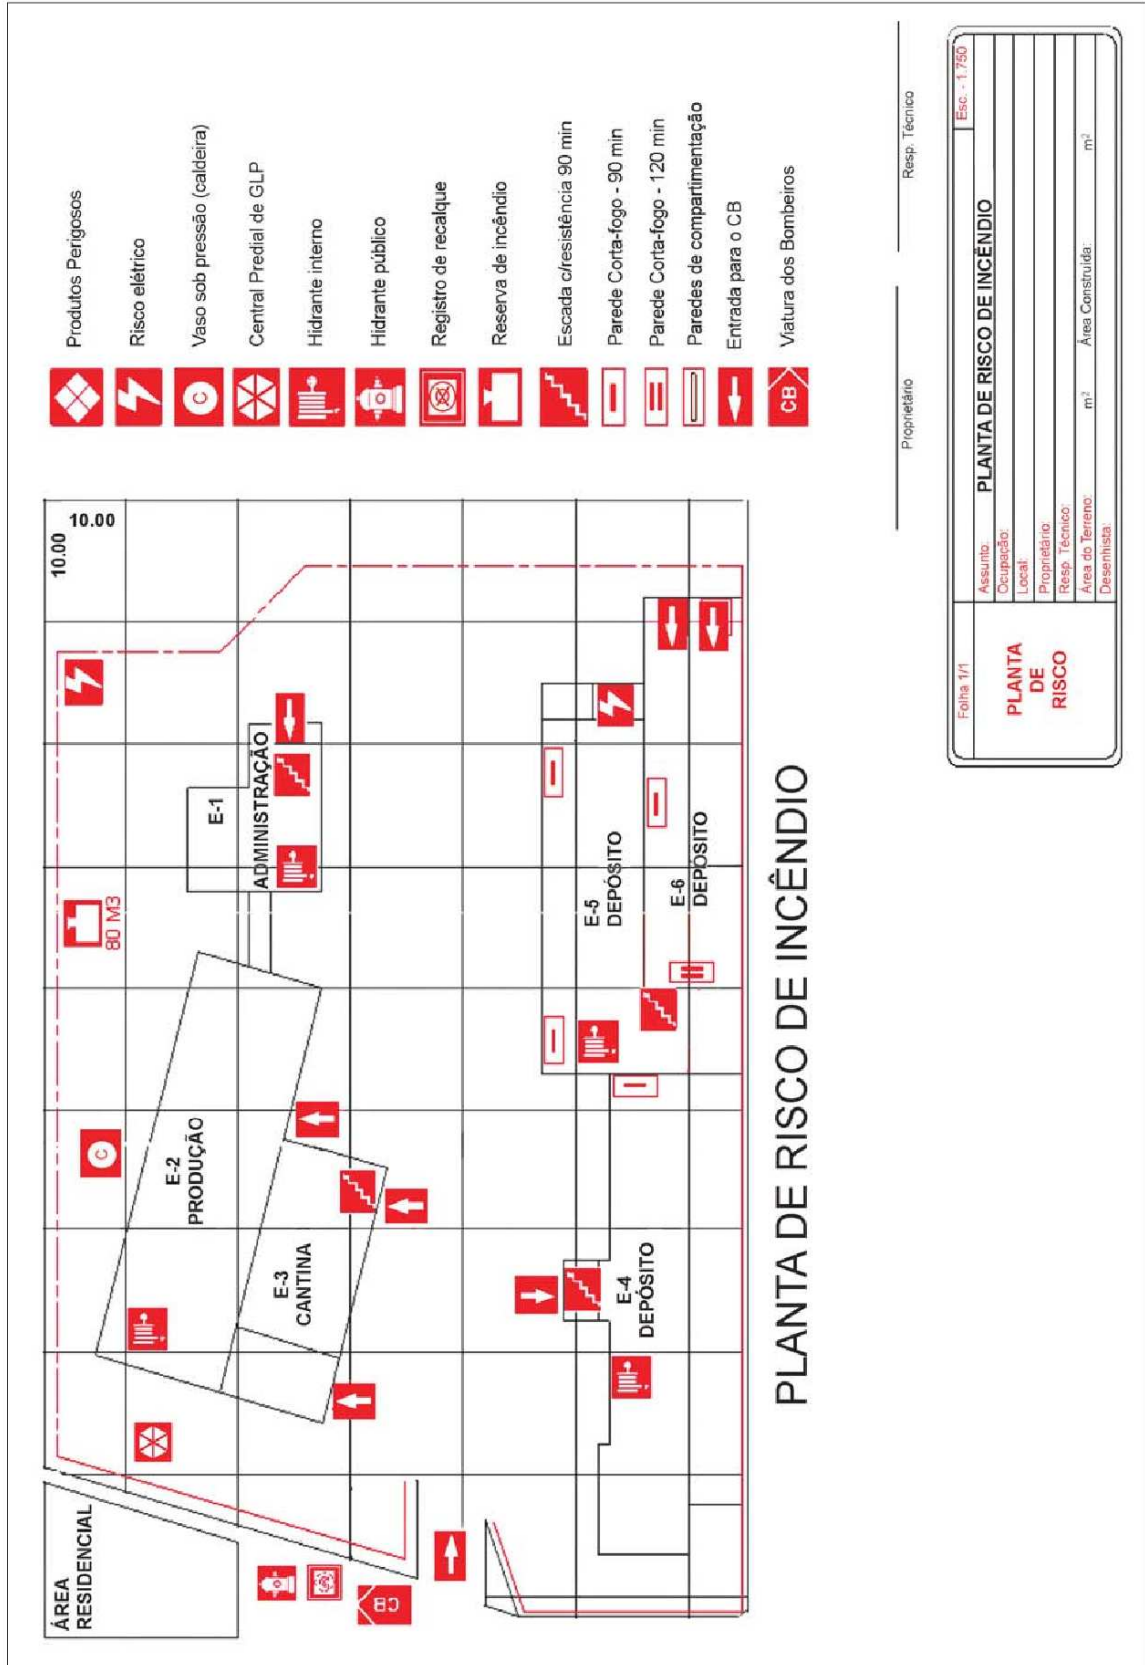 ÁREA
RESIDENCIAL
80 M3
10.00
10.00
E-1
ADMINISTRAÇÃO
E-2
PRODUÇÃO
E-3
CANTINA
E-4
DEPÓSITO
E-5
DEPÓSITO
E-6
DEPÓSITO
C
CB
PLANTA DE RISCO DE INCÊNDIO
Produtos Perigosos
Risco elétrico
C
Vaso sob pressão (caldeira)
Central Predial de GLP
Hidrante interno
Hidrante público
Registro de recalque
Reserva de incêndio
Escada c/resistência 90 min
Parede Corta-fogo - 90 min
Parede Corta-fogo - 120 min
Paredes de compartimentação
Entrada para o CB
CB
Viatura dos Bombeiros
Proprietário
Resp. Técnico
Folha 1/1
Esc. - 1.750
PLANTA
DE
RISCO
Assunto: PLANTA DE RISCO DE INCÊNDIO
Ocupação:
Local:
Proprietário:
Resp. Técnico:
Área do Terreno: m² Área Construída: m²
Desenhista: